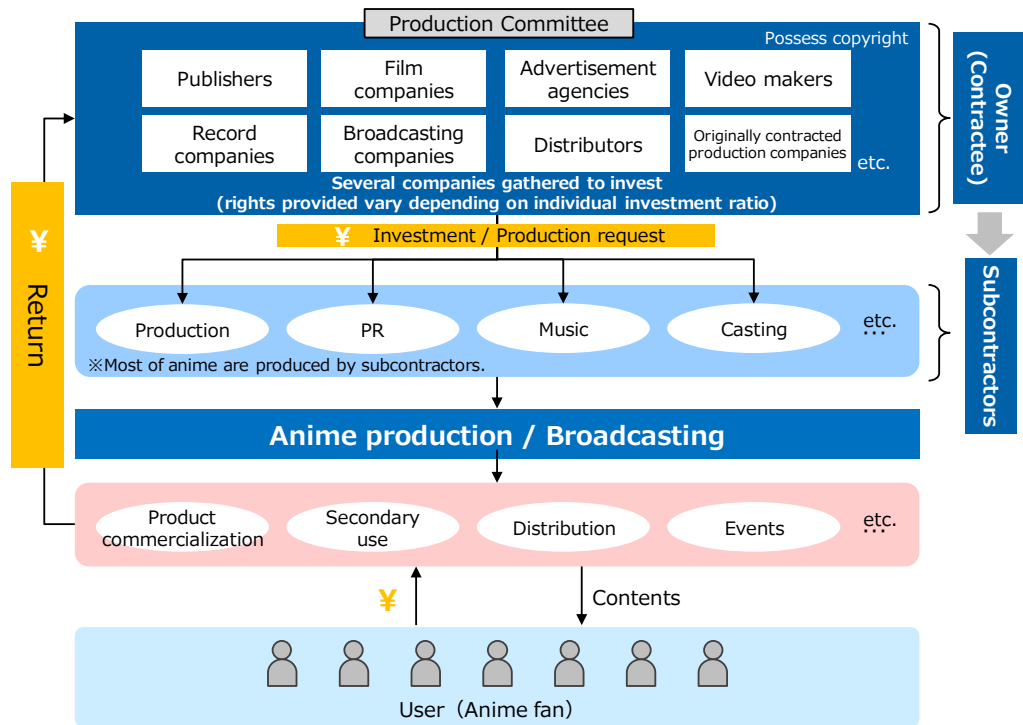 Production Committee
Possess copyright
Publishers
Film
companies
Advertisement
agencies
Video makers
Record
companies
Broadcasting
companies
Distributors
Originally contracted
production companies
etc.
Several companies gathered to invest
(rights provided vary depending on individual investment ratio)
Owner
(Contractee)
¥ Investment / Production request
¥ Return
Subcontractors
Production
PR
Music
Casting
etc.
…
※Most of anime are produced by subcontractors.
Anime production / Broadcasting
Product
commercialization
Secondary
use
Distribution
Events
etc.
…
¥
Contents
User（Anime fan）